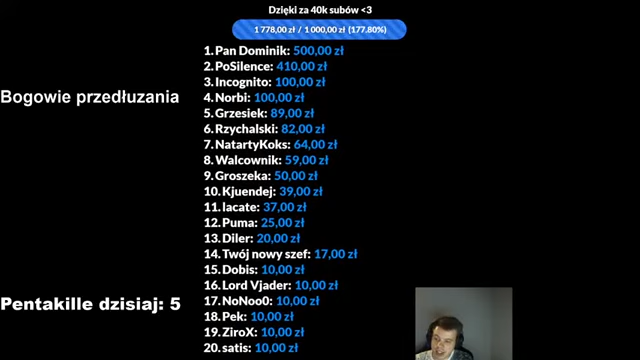 Dzięki za 40k subów <3
1 778,00 zł / 1 000,00 zł (177.80%)
1. Pan Dominik: 500,00 zł
2. PoSilence: 410,00 zł
3. Incognito: 100,00 zł
Bogowie przedłuzania
4. Norbi: 100,00 zł
5. Grzesiek: 89,00 zł
6. Rzychalski: 82,00 zł
7. NatartyKoks: 64,00 zł
8. Walcownik: 59,00 zł
9. Groszeka: 50,00 zł
10. Kjuendej: 39,00 zł
11. lacate: 37,00 zł
12. Puma: 25,00 zł
13. Diler: 20,00 zł
14. Twój nowy szef: 17,00 zł
15. Dobis: 10,00 zł
16. Lord Vjader: 10,00 zł
17. NoNoo0: 10,00 zł
Pentakille dzisiaj: 5
18. Pek: 10,00 zł
19. ZiroX: 10,00 zł
20. satis: 10,00 zł